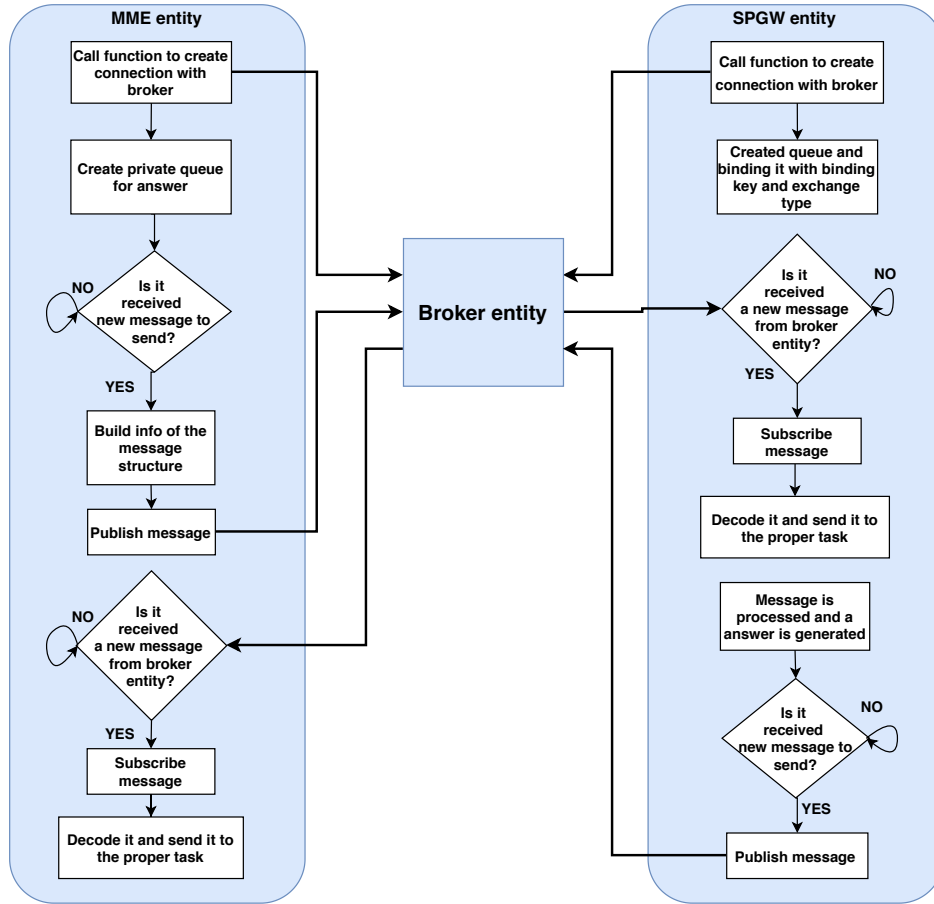 MME entity
Call function to create
connection with
broker
Create private queue
for answer
NO
Is it
received
new message to
send?
YES
Build info of the
message
structure
Publish message
NO
Is it
received
a new message
from broker
entity?
YES
Subscribe
message
Decode it and send it to
the proper task
Broker entity
SPGW entity
Call function to create
connection with broker
Created queue and
binding it with binding
key and exchange
type
NO
Is it
received
a new message
from broker
entity?
YES
Subscribe
message
Decode it and send it to
the proper task
Message is
processed and a
answer is generated
NO
Is it
received
new message to
send?
YES
Publish message